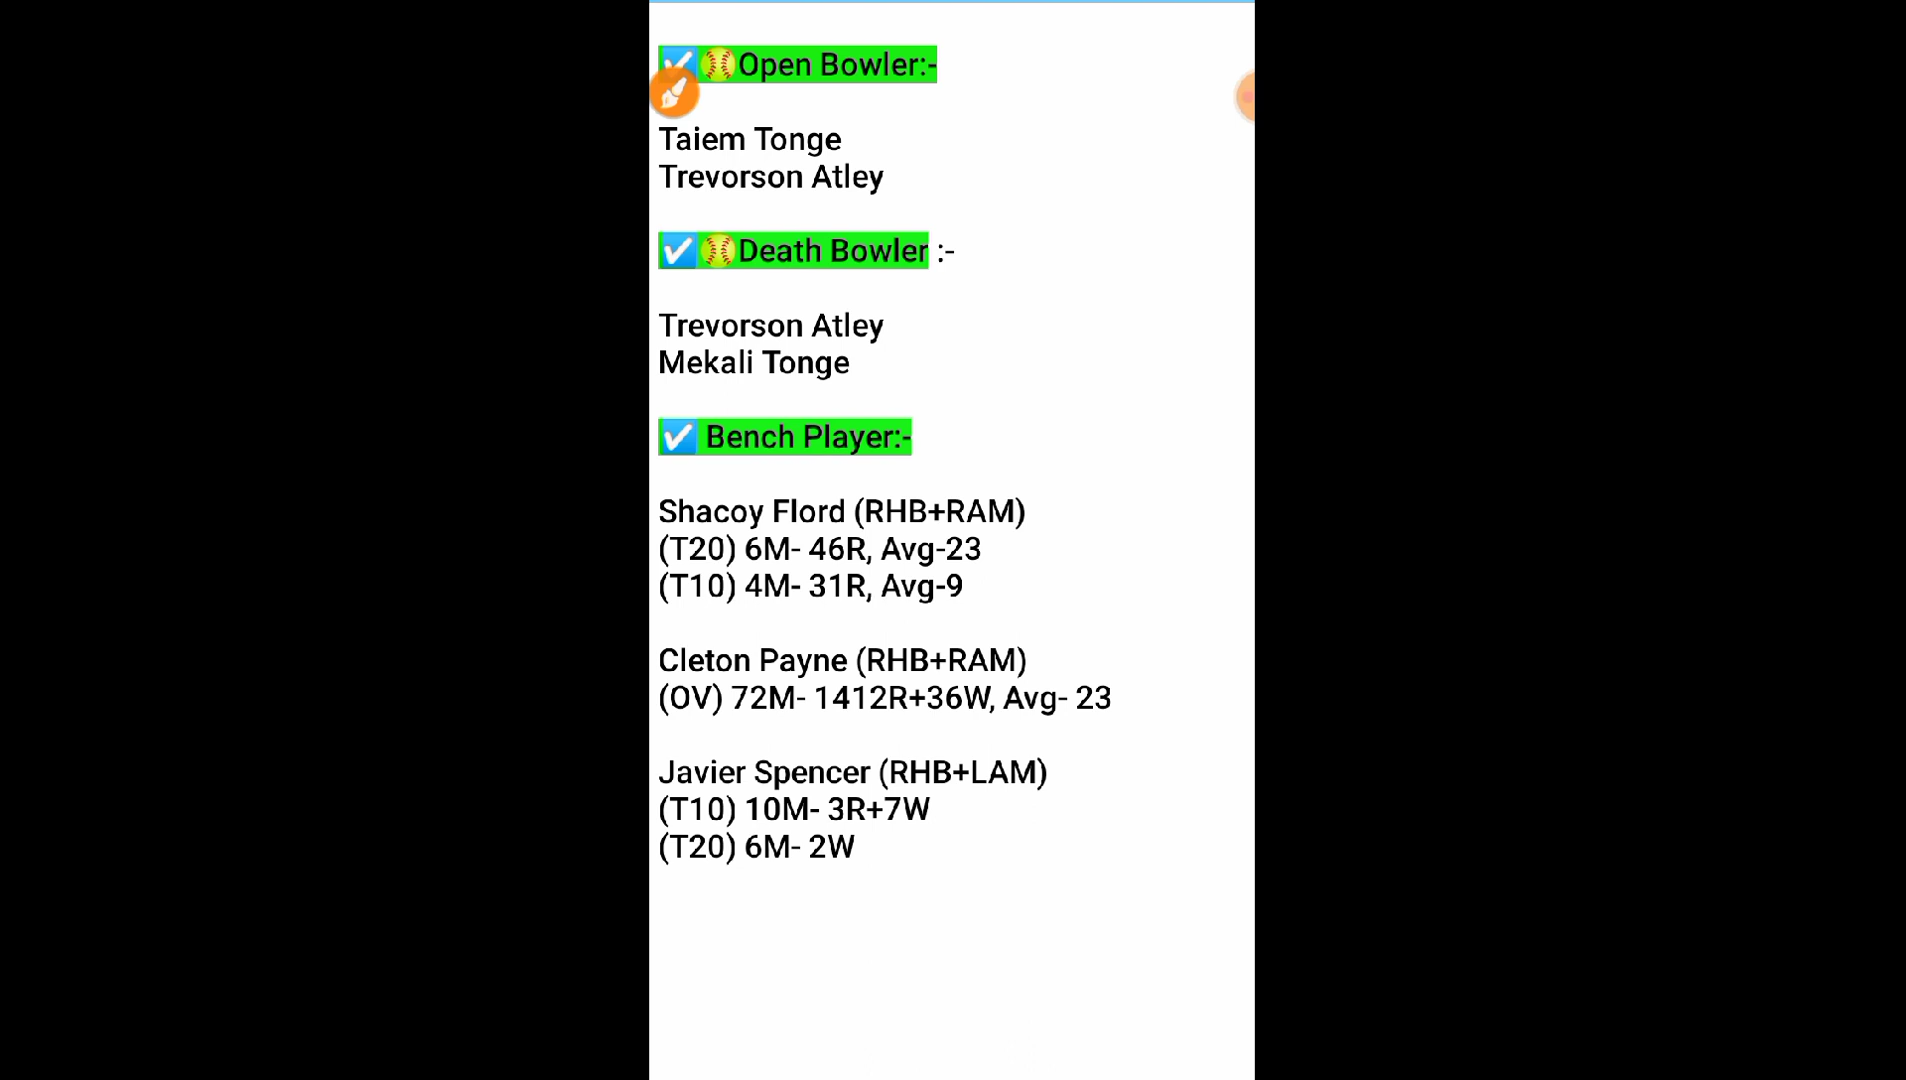 ✅🥎Open Bowler:-
Taiem Tonge
Trevorson Atley
✅🥎Death Bowler :-
Trevorson Atley
Mekali Tonge
✅ Bench Player:-
Shacoy Flord (RHB+RAM)
(T20) 6M- 46R, Avg-23
(T10) 4M- 31R, Avg-9
Cleton Payne (RHB+RAM)
(OV) 72M- 1412R+36W, Avg- 23
Javier Spencer (RHB+LAM)
(T10) 10M- 3R+7W
(T20) 6M- 2W